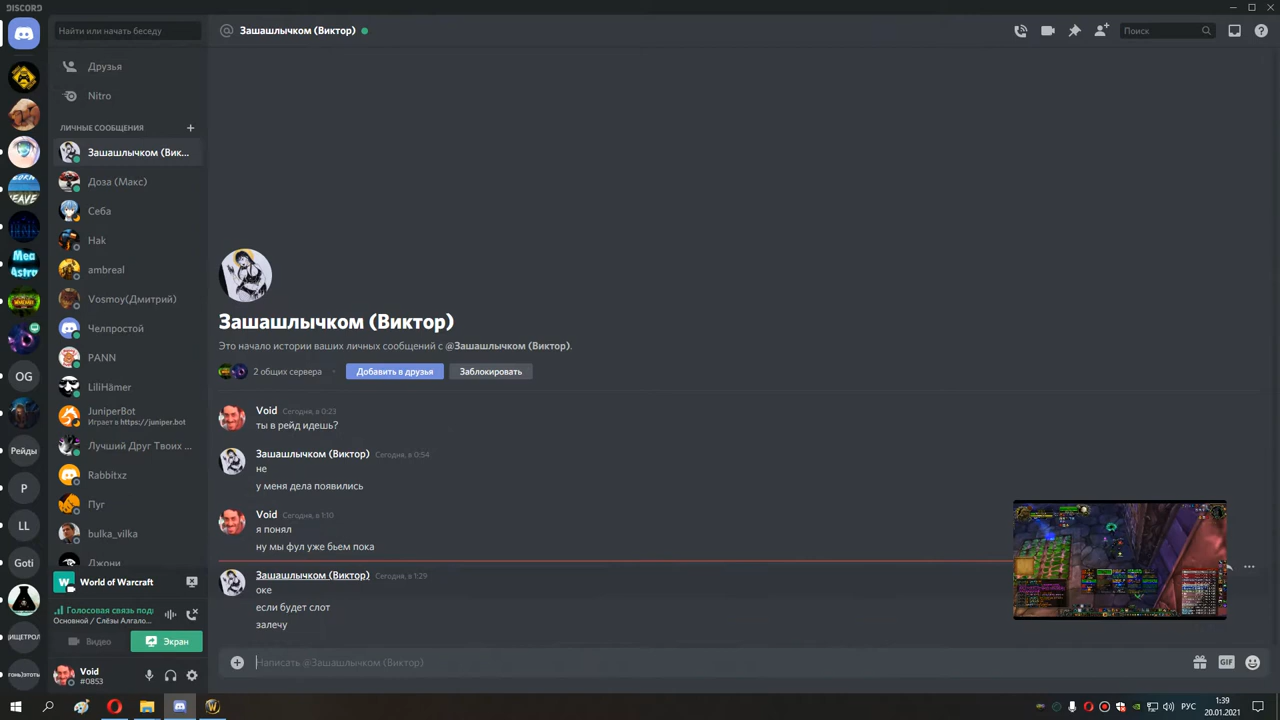 DISCORD
Найти или начать беседу
Зашашлычком (Виктор)
Поиск
Друзья
Nitro
ЛИЧНЫЕ СООБЩЕНИЯ
Зашашлычком (Вик...
Доза (Макс)
Себа
Hak
ambreal
Vosmoy(Дмитрий)
Челпростой
PANN
LiliHämer
JuniperBot
Играет в https://juniper.bot
Лучший Друг Твоих ...
Rabbitxz
Пуг
bulka_vilka
Джони
BORN
LEAVE
Mea
Astro
OG
Рейды
P
LL
Goti
World of Warcraft
Голосовая связь под
Основной / Слёзы Алгало
Видео
Экран
Void
#0853
Зашашлычком (Виктор)
Это начало истории ваших личных сообщений с @Зашашлычком (Виктор).
2 общих сервера
Добавить в друзья
Заблокировать
Void Сегодня, в 0:23
ты в рейд идешь?
Зашашлычком (Виктор) Сегодня, в 0:54
не
у меня дела появились
Void Сегодня, в 1:10
я понял
ну мы фул уже бьем пока
Зашашлычком (Виктор) Сегодня, в 1:29
оке
если будет слот
залечу
Написать @Зашашлычком (Виктор)
GIF
РУС
1:39
20.01.2021